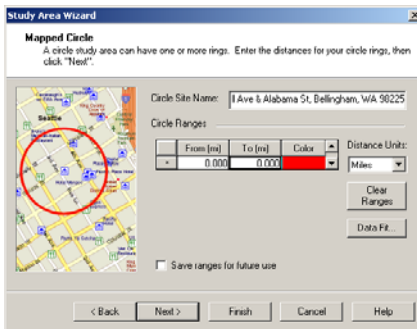 Study Area Wizard
Mapped Circle
A circle study area can have one or more rings. Enter the distances for your circle rings, then
click "Next".
Seattle
Circle Site Name: l Ave & Alabama St, Bellingham, WA 98225
Circle Ranges
From [mi] To [mi] Color
* 0.000 0.000
Distance Units:
Miles
Clear
Ranges
Data Fit...
Save ranges for future use
< Back Next > Finish Cancel Help